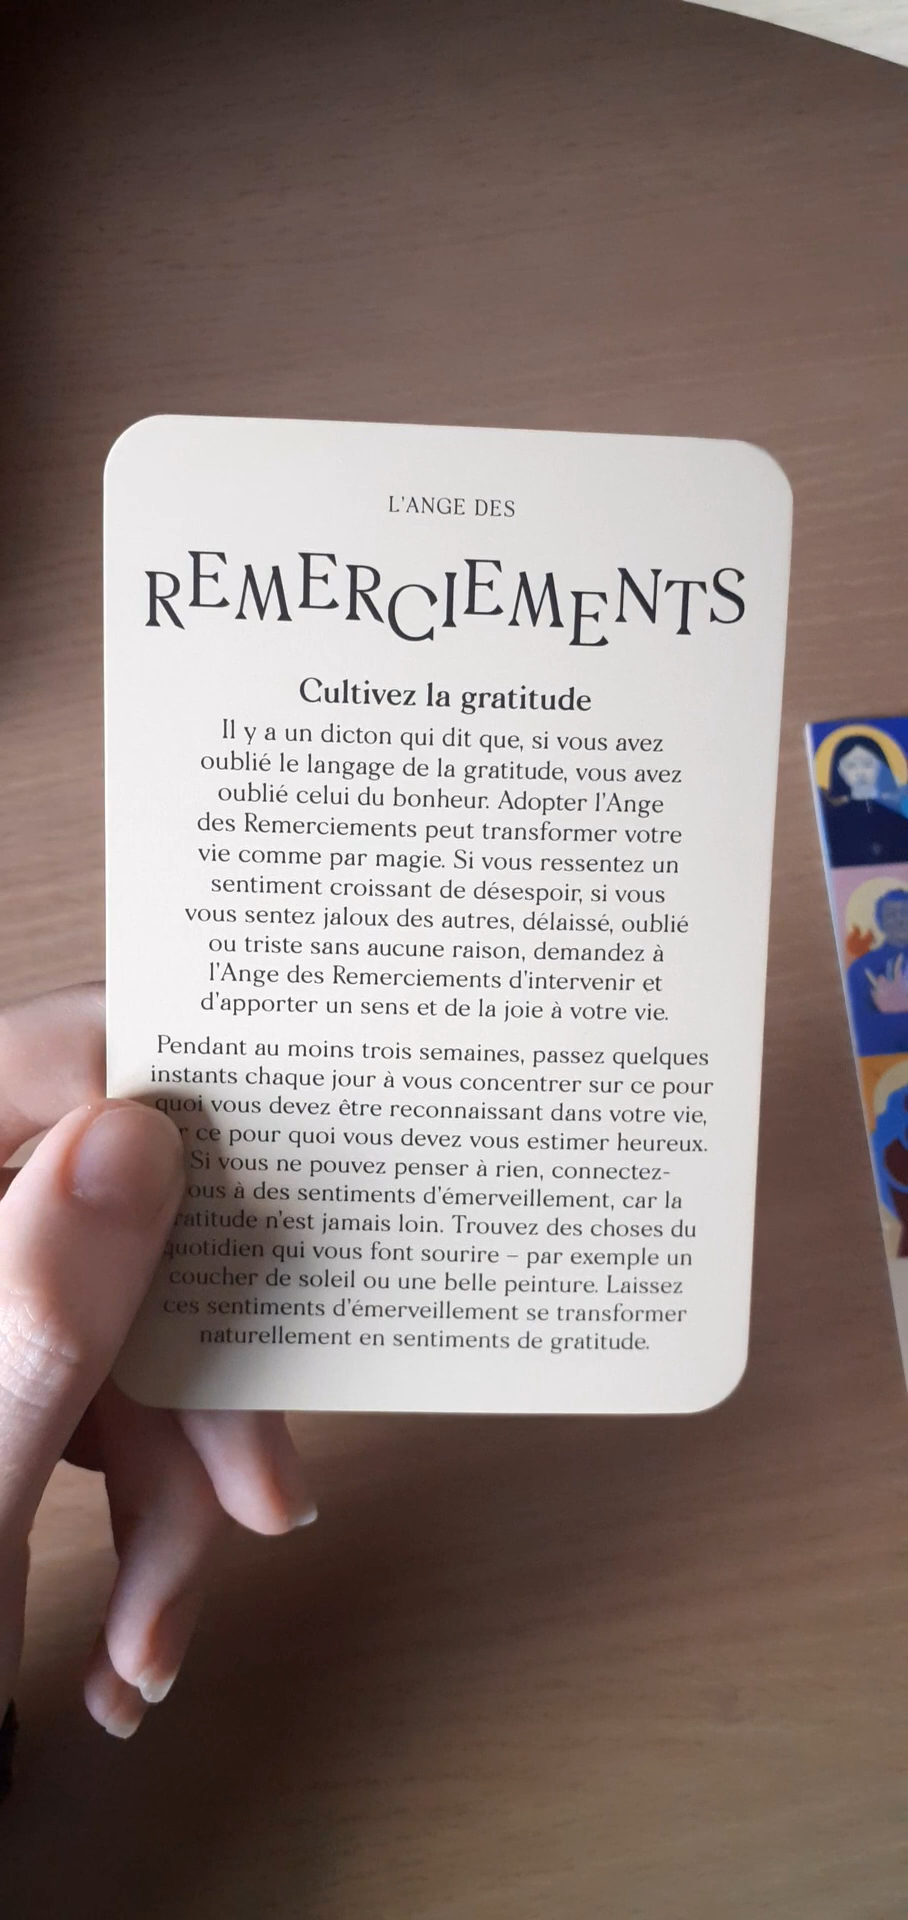 L'ANGE DES
REMERCIEMENTS
Cultivez la gratitude
Il y a un dicton qui dit que, si vous avez
oublié le langage de la gratitude, vous avez
oublié celui du bonheur. Adopter l'Ange
des Remerciements peut transformer votre
vie comme par magie. Si vous ressentez un
sentiment croissant de désespoir, si vous
vous sentez jaloux des autres, délaissé, oublié
ou triste sans aucune raison, demandez à
l'Ange des Remerciements d'intervenir et
d'apporter un sens et de la joie à votre vie.
Pendant au moins trois semaines, passez quelques
instants chaque jour à vous concentrer sur ce pour
quoi vous devez être reconnaissant dans votre vie,
ce pour quoi vous devez vous estimer heureux.
Si vous ne pouvez penser à rien, connectez-
à des sentiments d'émerveillement, car la
n'est jamais loin. Trouvez des choses du
quotidien qui vous font sourire – par exemple un
coucher de soleil ou une belle peinture. Laissez
ces sentiments d'émerveillement se transformer
naturellement en sentiments de gratitude.